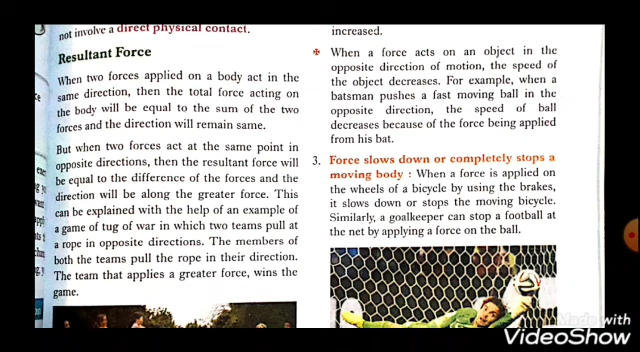 not involve a direct physical contact.
Resultant Force
When two forces applied on a body act in the
same direction, then the total force acting on
the body will be equal to the sum of the two
forces and the direction will remain same.
But when two forces act at the same point in
opposite directions, then the resultant force will
be equal to the difference of the forces and the
direction will be along the greater force. This
can be explained with the help of an example of
a game of tug of war in which two teams pull at
a rope in opposite directions. The members of
both the teams pull the rope in their direction.
The team that applies a greater force, wins the
game.
increased.
When a force acts on an object in the
opposite direction of motion, the speed of
the object decreases. For example, when a
batsman pushes a fast moving ball in the
opposite direction, the speed of ball
decreases because of the force being applied
from his bat.
3. Force slows down or completely stops a
moving body : When a force is applied on
the wheels of a bicycle by using the brakes,
it slows down or stops the moving bicycle.
Similarly, a goalkeeper can stop a football at
the net by applying a force on the ball.
Made with
VideoShow